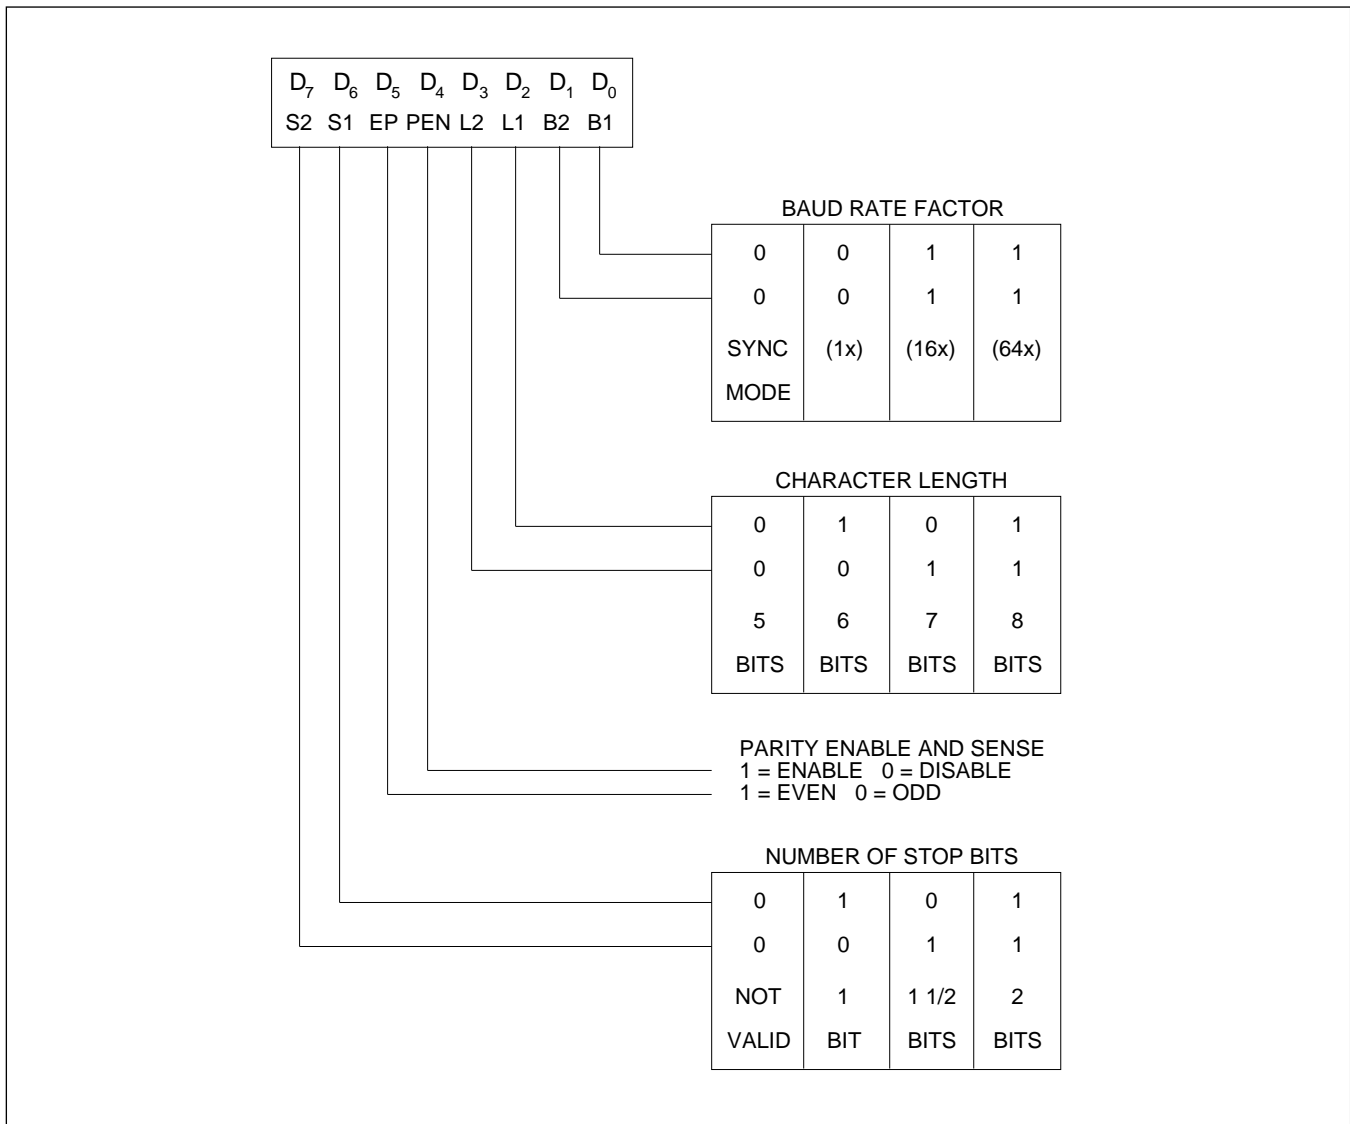 D7 D6 D5 D4 D3 D2 D1 D0
S2 S1 EP PEN L2 L1 B2 B1
BAUD RATE FACTOR
0 0 1 1
0 0 1 1
SYNC (1x) (16x) (64x)
MODE
CHARACTER LENGTH
0 1 0 1
0 0 1 1
5 6 7 8
BITS BITS BITS BITS
PARITY ENABLE AND SENSE
1 = ENABLE 0 = DISABLE
1 = EVEN 0 = ODD
NUMBER OF STOP BITS
0 1 0 1
0 0 1 1
NOT 1 1 1/2 2
VALID BIT BITS BITS